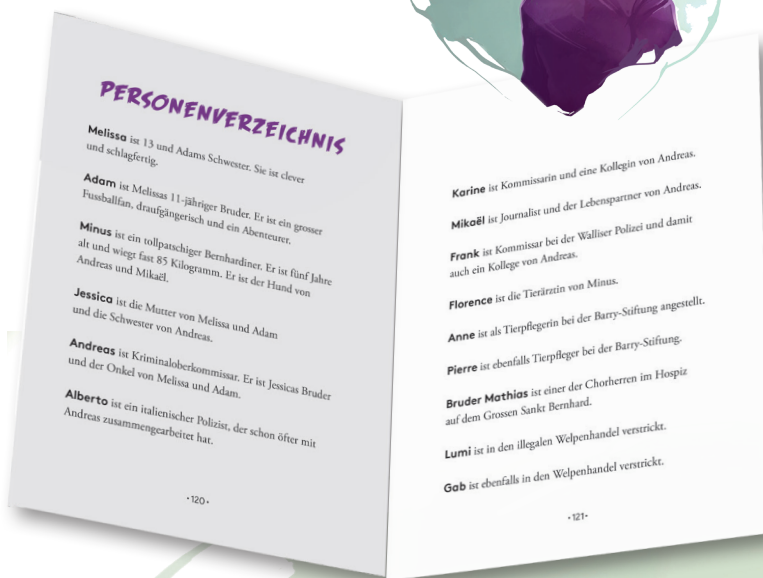 PERSONENVERZEICHNIS
Melissa ist 13 und Adams Schwester. Sie ist clever
und schlagfertig.
Adam ist Melissas 11-jähriger Bruder. Er ist ein grosser
Fussballfan, draufgängerisch und ein Abenteurer.
Minus ist ein tollpatschiger Bernhardiner. Er ist fünf Jahre
alt und wiegt fast 85 Kilogramm. Er ist der Hund von
Andreas und Mikaël.
Jessica ist die Mutter von Melissa und Adam
und die Schwester von Andreas.
Andreas ist Kriminaloberkommissar. Er ist Jessicas Bruder
und der Onkel von Melissa und Adam.
Alberto ist ein italienischer Polizist, der schon öfter mit
Andreas zusammengearbeitet hat.
•120•
Karine ist Kommissarin und eine Kollegin von Andreas.
Mikaël ist Journalist und der Lebenspartner von Andreas.
Frank ist Kommissar bei der Walliser Polizei und damit
auch ein Kollege von Andreas.
Florence ist die Tierärztin von Minus.
Anne ist als Tierpflegerin bei der Barry-Stiftung angestellt.
Pierre ist ebenfalls Tierpfleger bei der Barry-Stiftung.
Bruder Mathias ist einer der Chorherren im Hospiz
auf dem Grossen Sankt Bernhard.
Lumi ist in den illegalen Welpenhandel verstrickt.
Gab ist ebenfalls in den Welpenhandel verstrickt.
•121•